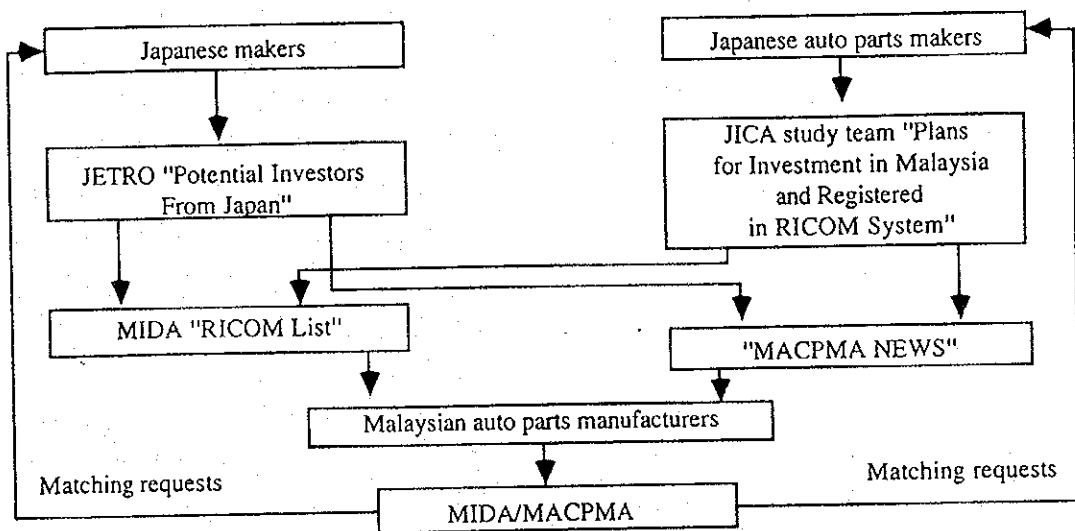 Japanese makers
Japanese auto parts makers
JETRO "Potential Investors
From Japan"
JICA study team "Plans
for Investment in Malaysia
and Registered
in RICOM System"
MIDA "RICOM List"
"MACPMA NEWS"
Malaysian auto parts manufacturers
Matching requests
Matching requests
MIDA/MACPMA